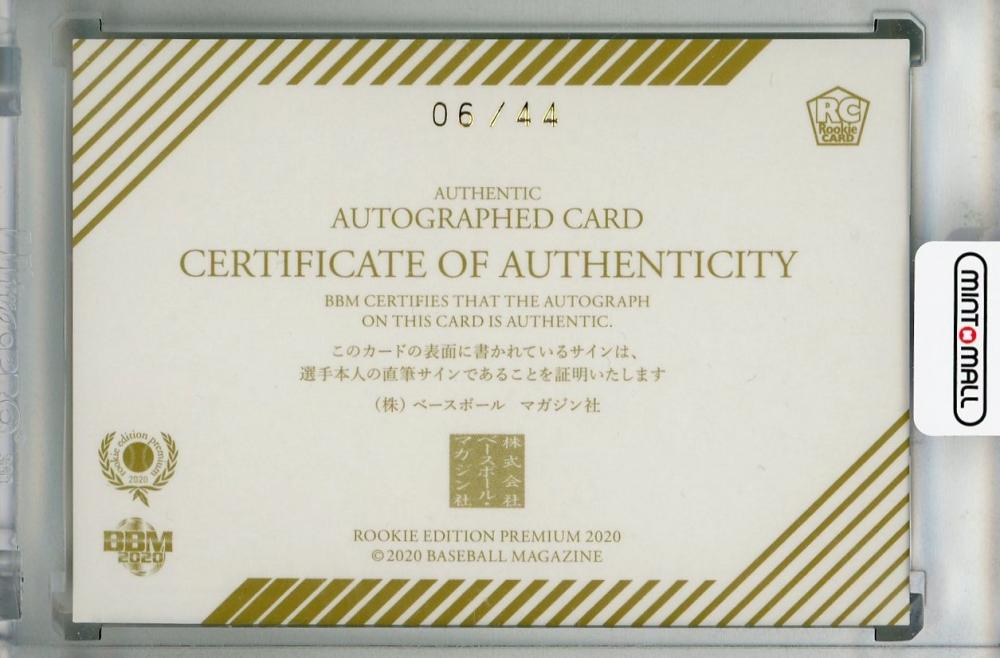 06/44
RC
Rookie
CARD
AUTHENTIC
AUTOGRAPHED CARD
CERTIFICATE OF AUTHENTICITY
BBM CERTIFIES THAT THE AUTOGRAPH
ON THIS CARD IS AUTHENTIC.
このカードの表面に書かれているサインは、
選手本人の直筆サインであることを証明いたします
（株）ベースボール　マガジン社
rookie edition premium
2020
BBM
2020
株式会社
ベースボール・
マガジン社
ROOKIE EDITION PREMIUM 2020
©2020 BASEBALL MAGAZINE
MINT MALL